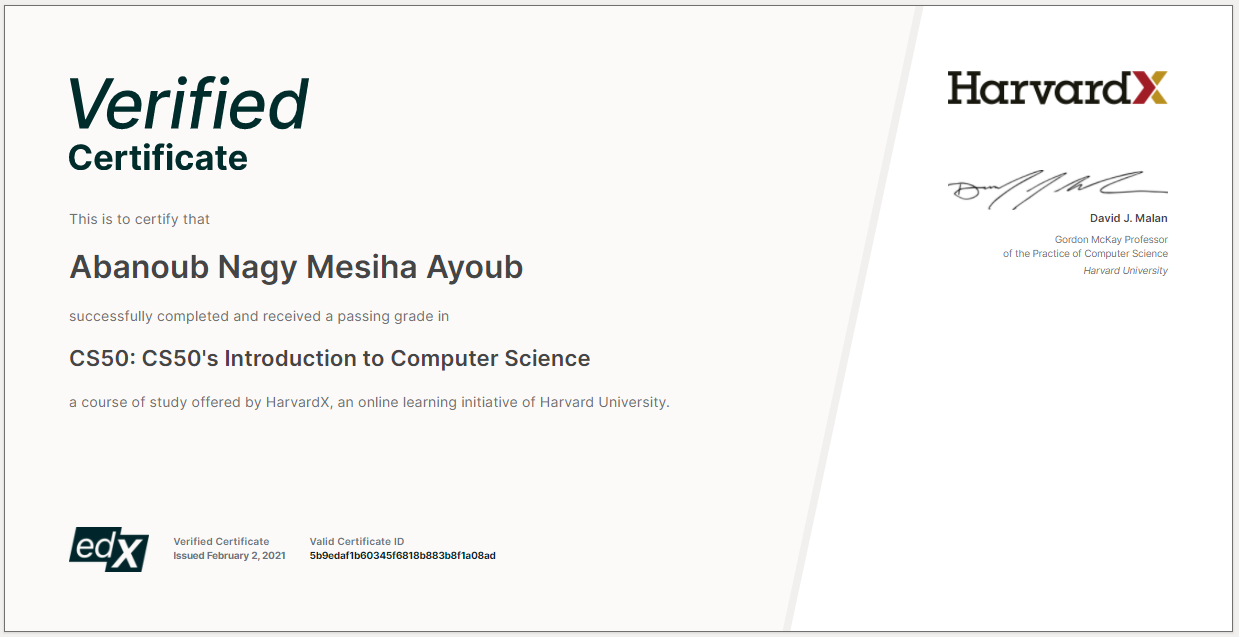 Verified
Certificate
This is to certify that
Abanoub Nagy Mesiha Ayoub
successfully completed and received a passing grade in
CS50: CS50's Introduction to Computer Science
a course of study offered by HarvardX, an online learning initiative of Harvard University.
edX
Verified Certificate
Issued February 2, 2021
Valid Certificate ID
5b9edaf1b60345f6818b883b8f1a08ad
HarvardX
David J. Malan
Gordon McKay Professor
of the Practice of Computer Science
Harvard University